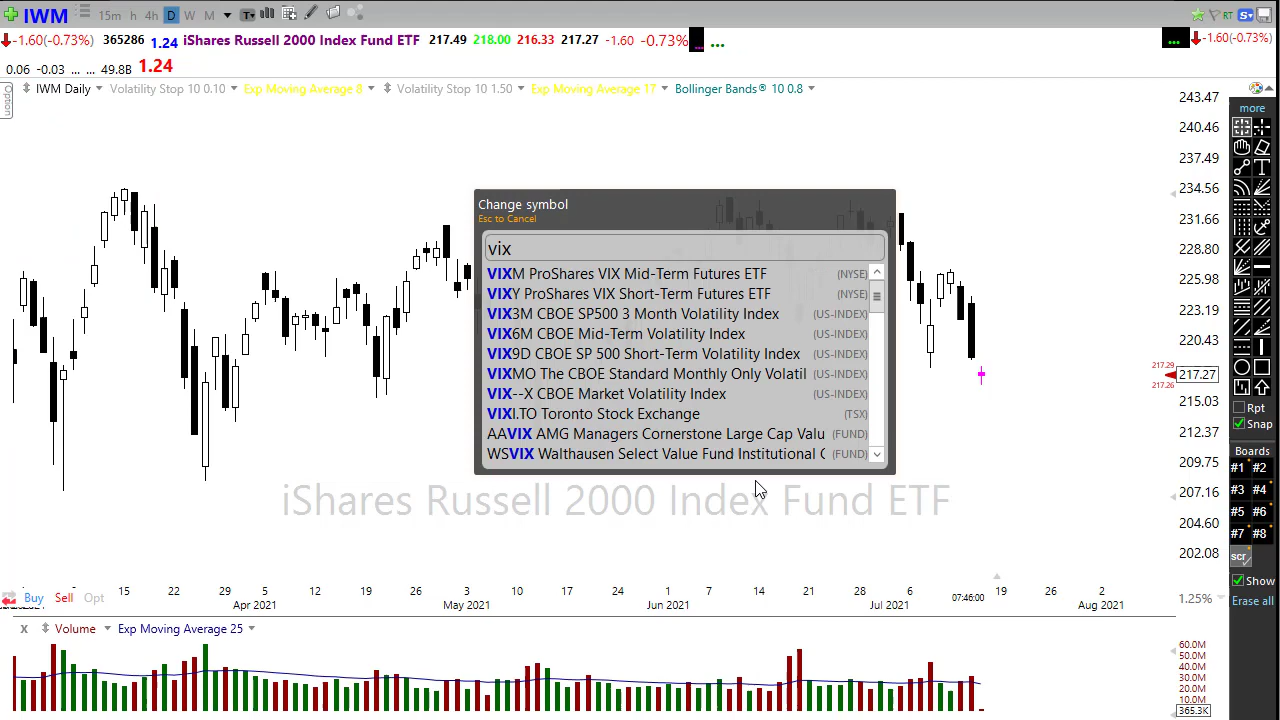 IWM 15m h 4h D W M T RT S
-1.60(-0.73%) 365286 1.24 iShares Russell 2000 Index Fund ETF 217.49 218.00 216.33 217.27 -1.60 -0.73% ... ... -1.60(-0.73%)
0.06 -0.03 ... ... 49.8B 1.24
Option
IWM Daily Volatility Stop 10 0.10 Exp Moving Average 8 Volatility Stop 10 1.50 Exp Moving Average 17 Bollinger Bands® 10 0.8
243.47
240.46
237.49
234.56
231.66
228.80
225.98
223.19
220.43
217.29
217.27
217.26
215.03
212.37
209.75
207.16
204.60
202.08
more
Change symbol
Esc to Cancel
vix
VIXM ProShares VIX Mid-Term Futures ETF (NYSE)
VIXY ProShares VIX Short-Term Futures ETF (NYSE)
VIX3M CBOE SP500 3 Month Volatility Index (US-INDEX)
VIX6M CBOE Mid-Term Volatility Index (US-INDEX)
VIX9D CBOE SP 500 Short-Term Volatility Index (US-INDEX)
VIXMO The CBOE Standard Monthly Only Volatil (US-INDEX)
VIX--X CBOE Market Volatility Index (US-INDEX)
VIXI.TO Toronto Stock Exchange (TSX)
AAVIX AMG Managers Cornerstone Large Cap Valu (FUND)
WSVIX Walthausen Select Value Fund Institutional (FUND)
iShares Russell 2000 Index Fund ETF
Rpt
Snap
Boards
#1 #2
#3 #4
#5 #6
#7 #8
scr
Show
Erase all
15 22 29 5 12 19 26 3 10 17 24 1 7 14 21 28 6 07:46:00 19 26 2
Buy Sell Opt Apr 2021 May 2021 Jun 2021 Jul 2021 Aug 2021 1.25%
X Volume Exp Moving Average 25
60.0M
50.0M
40.0M
30.0M
20.0M
10.0M
365.3K